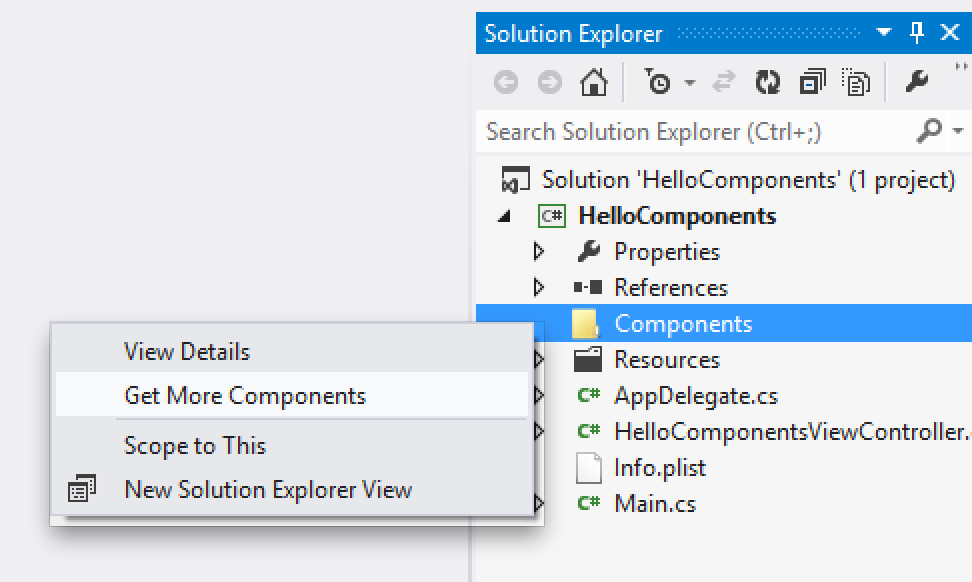 Solution Explorer
Search Solution Explorer (Ctrl+;)
Solution 'HelloComponents' (1 project)
C# HelloComponents
Properties
References
Components
Resources
C# AppDelegate.cs
C# HelloComponentsViewController.
Info.plist
C# Main.cs
View Details
Get More Components
Scope to This
New Solution Explorer View